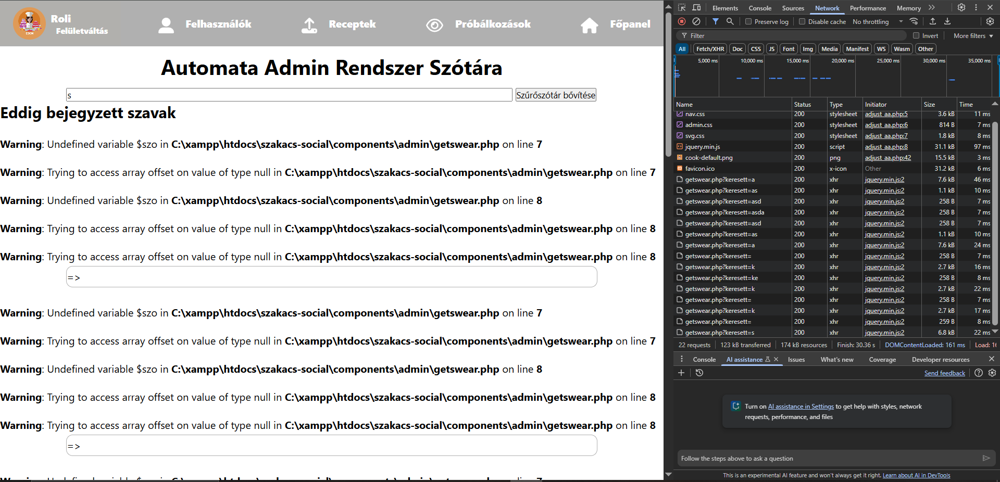 Roli
Felületváltás
Felhasználók
Receptek
Próbálkozások
Főpanel
Automata Admin Rendszer Szótára
s
Szűrőszótár bővítése
Eddig bejegyzett szavak
Warning: Undefined variable $szo in C:\xampp\htdocs\szakacs-social\components\admin\getswear.php on line 7
Warning: Trying to access array offset on value of type null in C:\xampp\htdocs\szakacs-social\components\admin\getswear.php on line 7
Warning: Undefined variable $szo in C:\xampp\htdocs\szakacs-social\components\admin\getswear.php on line 8
Warning: Trying to access array offset on value of type null in C:\xampp\htdocs\szakacs-social\components\admin\getswear.php on line 8
Warning: Trying to access array offset on value of type null in C:\xampp\htdocs\szakacs-social\components\admin\getswear.php on line 8
=>
Warning: Undefined variable $szo in C:\xampp\htdocs\szakacs-social\components\admin\getswear.php on line 7
Warning: Trying to access array offset on value of type null in C:\xampp\htdocs\szakacs-social\components\admin\getswear.php on line 7
Warning: Undefined variable $szo in C:\xampp\htdocs\szakacs-social\components\admin\getswear.php on line 8
Warning: Trying to access array offset on value of type null in C:\xampp\htdocs\szakacs-social\components\admin\getswear.php on line 8
Warning: Trying to access array offset on value of type null in C:\xampp\htdocs\szakacs-social\components\admin\getswear.php on line 8
=>
Elements Console Sources Network Performance Memory
Preserve log Disable cache No throttling
Filter Invert More filters
All Fetch/XHR Doc CSS JS Font Img Media Manifest WS Wasm Other
5,000 ms 10,000 ms 15,000 ms 20,000 ms 25,000 ms 30,000 ms 35,000 ms
Name Status Type Initiator Size Time
nav.css 200 stylesheet adjust_aa.php:5 3.6 kB 11 ms
admin.css 200 stylesheet adjust_aa.php:6 814 B 7 ms
svg.css 200 stylesheet adjust_aa.php:7 1.8 kB 8 ms
jquery.min.js 200 script adjust_aa.php:8 31.1 kB 97 ms
cook-default.png 200 png adjust_aa.php:42 15.5 kB 3 ms
favicon.ico 200 x-icon Other 31.2 kB 6 ms
getswear.php?keresett=a 200 xhr jquery.min.js:2 7.6 kB 46 ms
getswear.php?keresett=as 200 xhr jquery.min.js:2 1.1 kB 10 ms
getswear.php?keresett=asd 200 xhr jquery.min.js:2 258 B 7 ms
getswear.php?keresett=asda 200 xhr jquery.min.js:2 258 B 7 ms
getswear.php?keresett=asd 200 xhr jquery.min.js:2 258 B 7 ms
getswear.php?keresett=as 200 xhr jquery.min.js:2 1.1 kB 10 ms
getswear.php?keresett=a 200 xhr jquery.min.js:2 7.6 kB 24 ms
getswear.php?keresett= 200 xhr jquery.min.js:2 258 B 7 ms
getswear.php?keresett=k 200 xhr jquery.min.js:2 2.7 kB 16 ms
getswear.php?keresett=ke 200 xhr jquery.min.js:2 258 B 8 ms
getswear.php?keresett=k 200 xhr jquery.min.js:2 2.7 kB 22 ms
getswear.php?keresett= 200 xhr jquery.min.js:2 258 B 7 ms
getswear.php?keresett=k 200 xhr jquery.min.js:2 2.7 kB 17 ms
getswear.php?keresett= 200 xhr jquery.min.js:2 259 B 8 ms
getswear.php?keresett=s 200 xhr jquery.min.js:2 6.8 kB 22 ms
22 requests 123 kB transferred 174 kB resources Finish: 30.36 s DOMContentLoaded: 161 ms Load: 16
Console AI assistance Issues What's new Coverage Developer resources
Send feedback
Turn on AI assistance in Settings to get help with styles, network
requests, performance, and files
Follow the steps above to ask a question
This is an experimental AI feature and won't always get it right. Learn about AI in DevTools